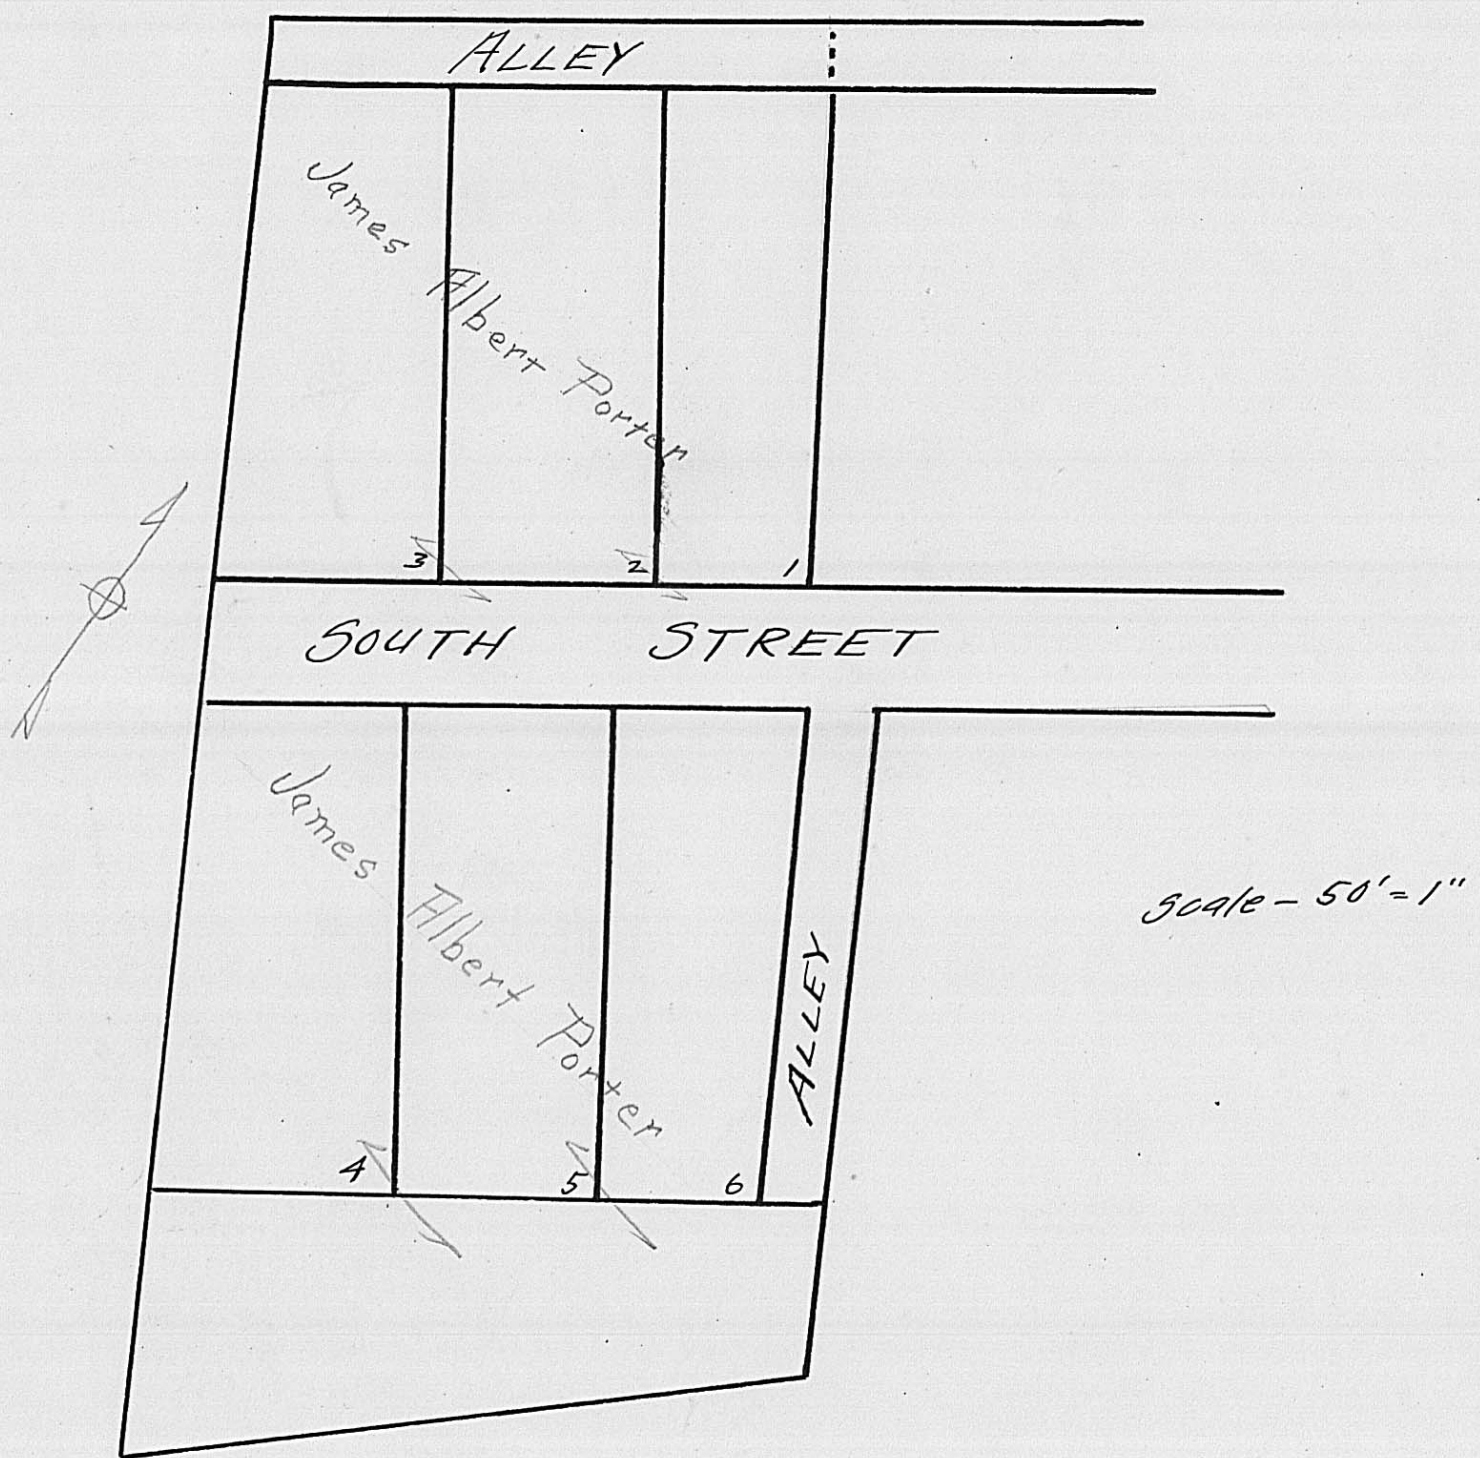 ALLEY
James Albert Porter
3
2
1
SOUTH STREET
James Albert Porter
Scale - 50' = 1"
ALLEY
4
5
6